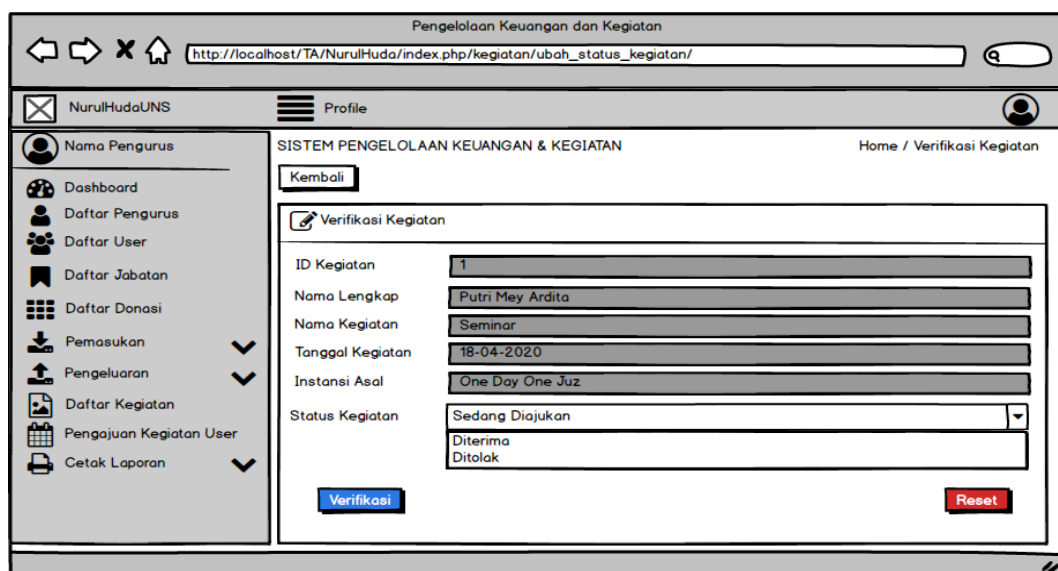 Pengelolaan Keuangan dan Kegiatan
http://localhost/TA/NurulHuda/index.php/kegiatan/ubah_status_kegiatan/
NurulHudaUNS
Profile
Nama Pengurus
Dashboard
Daftar Pengurus
Daftar User
Daftar Jabatan
Daftar Donasi
Pemasukan
Pengeluaran
Daftar Kegiatan
Pengajuan Kegiatan User
Cetak Laporan
SISTEM PENGELOLAAN KEUANGAN & KEGIATAN
Home / Verifikasi Kegiatan
Kembali
Verifikasi Kegiatan
ID Kegiatan 1
Nama Lengkap Putri Mey Ardita
Nama Kegiatan Seminar
Tanggal Kegiatan 18-04-2020
Instansi Asal One Day One Juz
Status Kegiatan Sedang Diajukan
Diterima
Ditolak
Verifikasi Reset